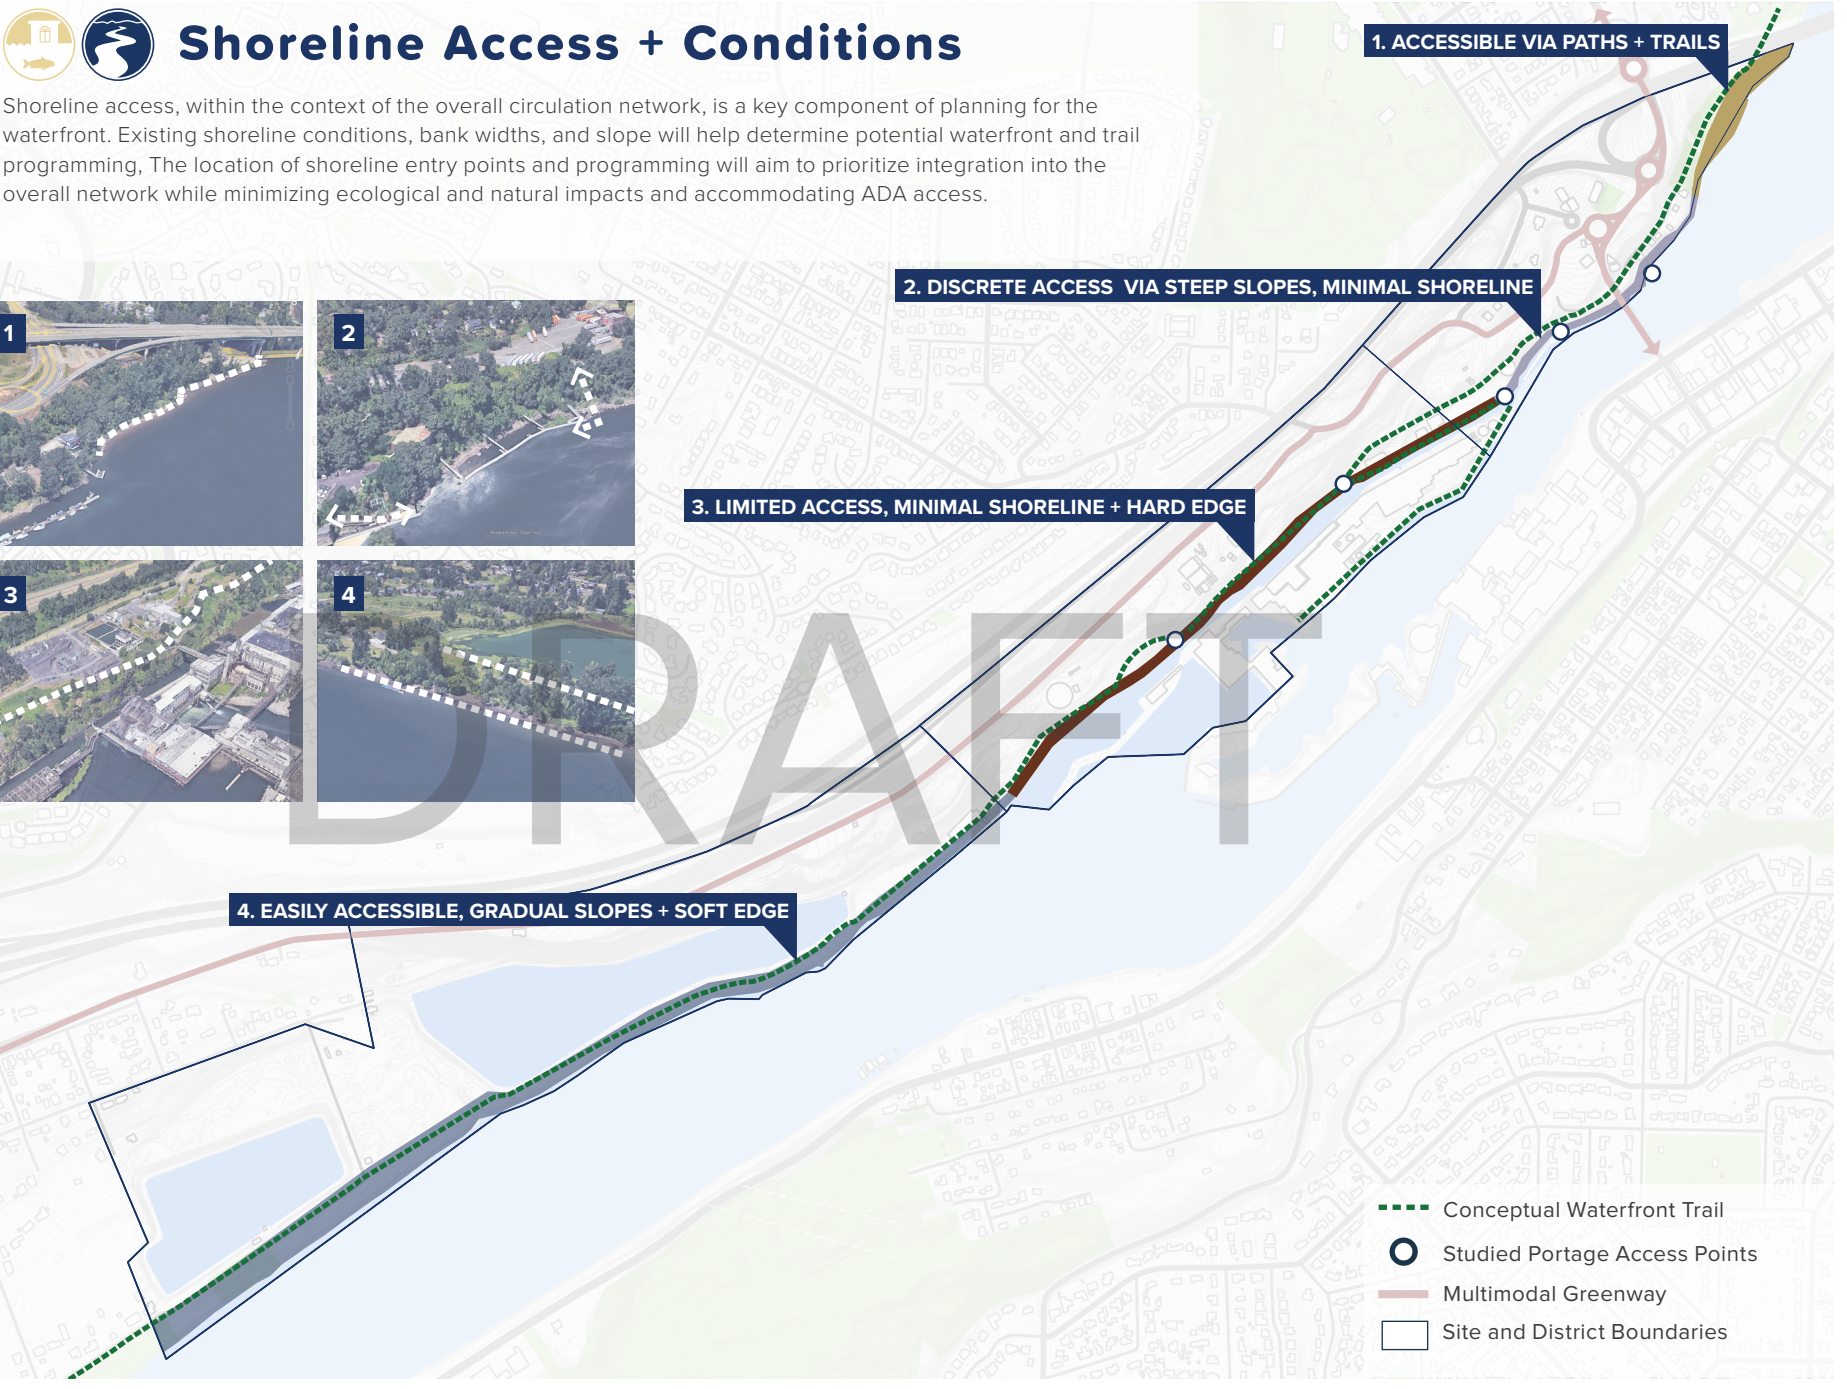 Shoreline Access + Conditions
Shoreline access, within the context of the overall circulation network, is a key component of planning for the
waterfront. Existing shoreline conditions, bank widths, and slope will help determine potential waterfront and trail
programming, The location of shoreline entry points and programming will aim to prioritize integration into the
overall network while minimizing ecological and natural impacts and accommodating ADA access.
1. ACCESSIBLE VIA PATHS + TRAILS
2. DISCRETE ACCESS VIA STEEP SLOPES, MINIMAL SHORELINE
1
2
3. LIMITED ACCESS, MINIMAL SHORELINE + HARD EDGE
3
4
DRAFT
4. EASILY ACCESSIBLE, GRADUAL SLOPES + SOFT EDGE
Conceptual Waterfront Trail
Studied Portage Access Points
Multimodal Greenway
Site and District Boundaries